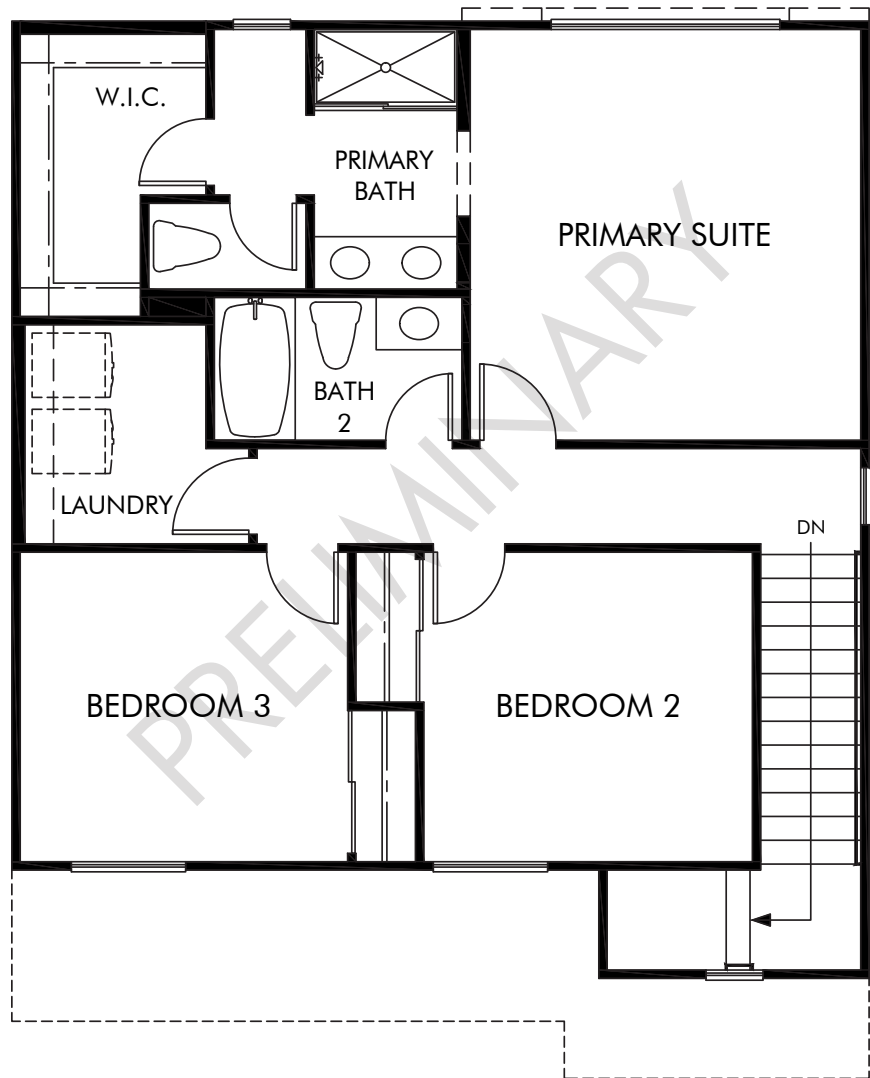 W.I.C.
PRIMARY
BATH
PRIMARY SUITE
BATH
2
LAUNDRY
DN
BEDROOM 3
BEDROOM 2
PRELIMINARY